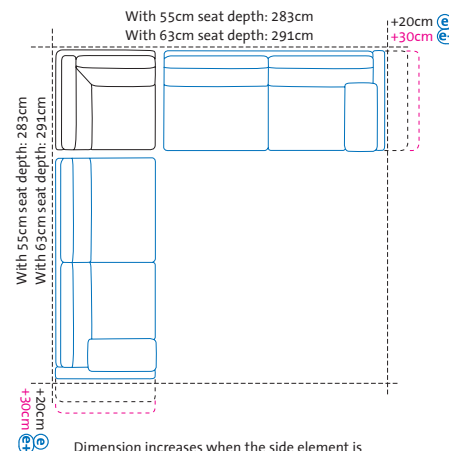 With 55cm seat depth: 283cm
With 63cm seat depth: 291cm
+20cm e
+30cm e+
With 55cm seat depth: 283cm
With 63cm seat depth: 291cm
+20cm e
+30cm e+
Dimension increases when the side element is